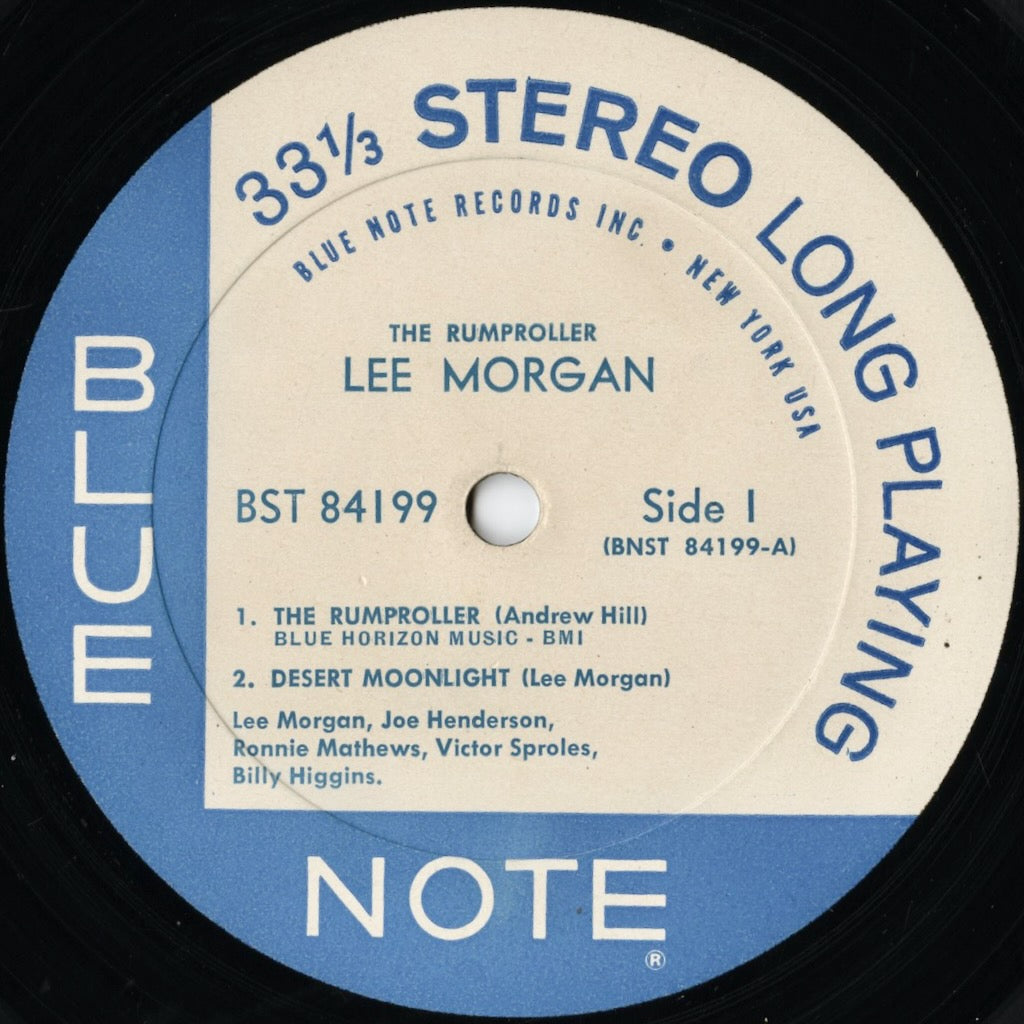 33⅓ STEREO LONG PLAYING
BLUE NOTE RECORDS INC. • NEW YORK USA
THE RUMPROLLER
LEE MORGAN
BST 84199
Side 1
(BNST 84199-A)
1. THE RUMPROLLER (Andrew Hill)
BLUE HORIZON MUSIC - BMI
2. DESERT MOONLIGHT (Lee Morgan)
Lee Morgan, Joe Henderson,
Ronnie Mathews, Victor Sproles,
Billy Higgins.
BLUE
NOTE
®